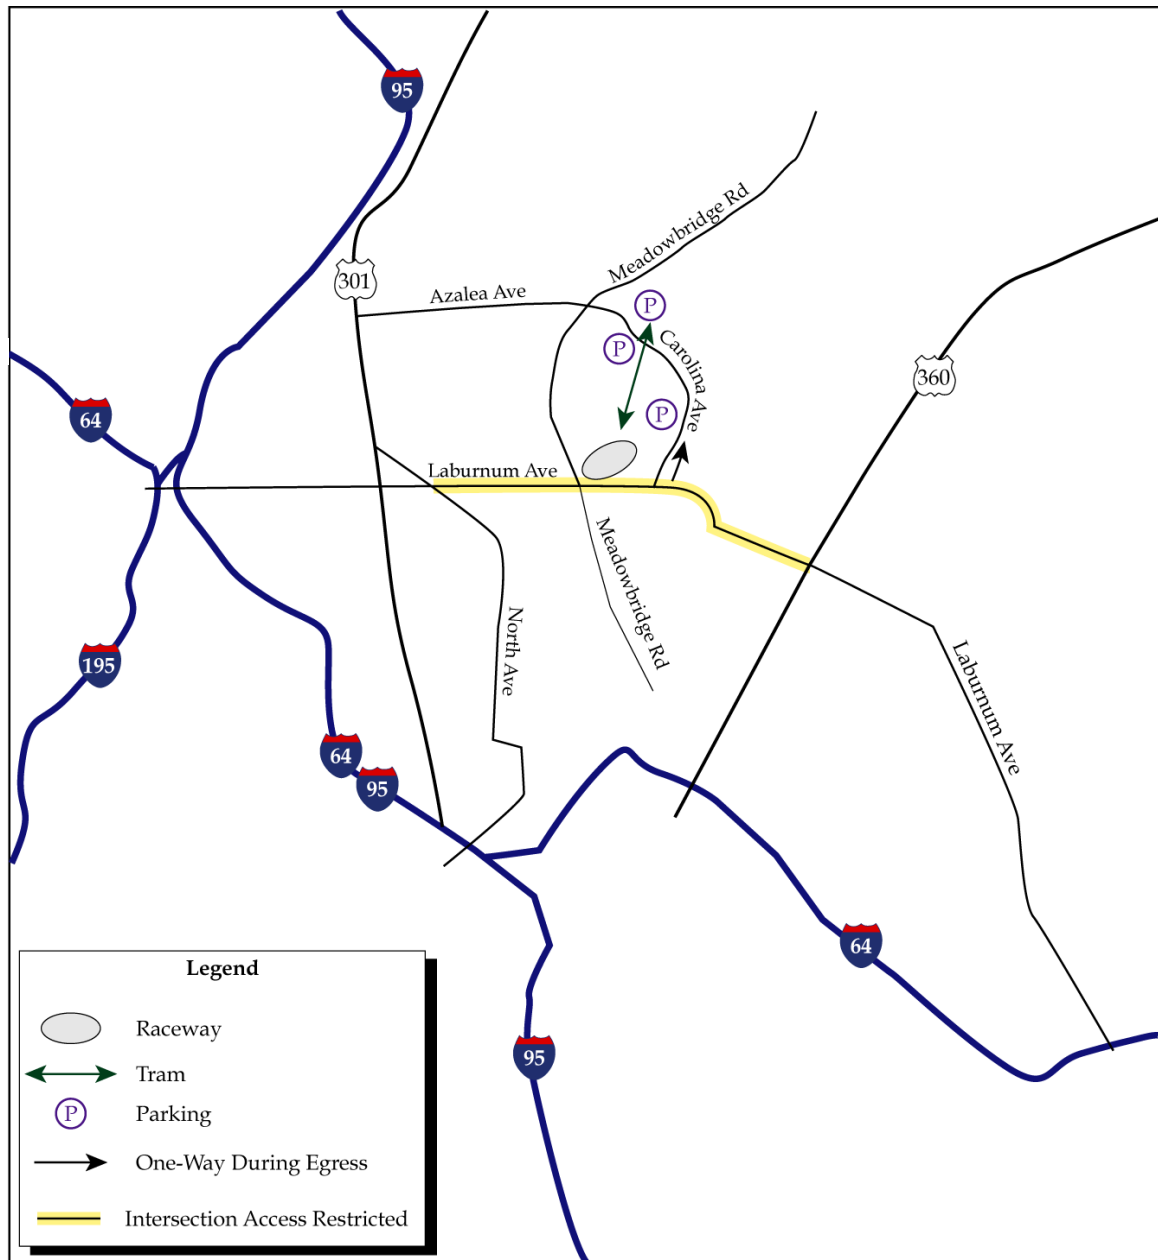 95
Meadowbridge Rd
301
Azalea Ave
P
P
Carolina Ave
360
64
P
Laburnum Ave
Meadowbridge Rd
North Ave
195
Laburnum Ave
64
95
64
95
Legend
Raceway
Tram
P Parking
One-Way During Egress
Intersection Access Restricted